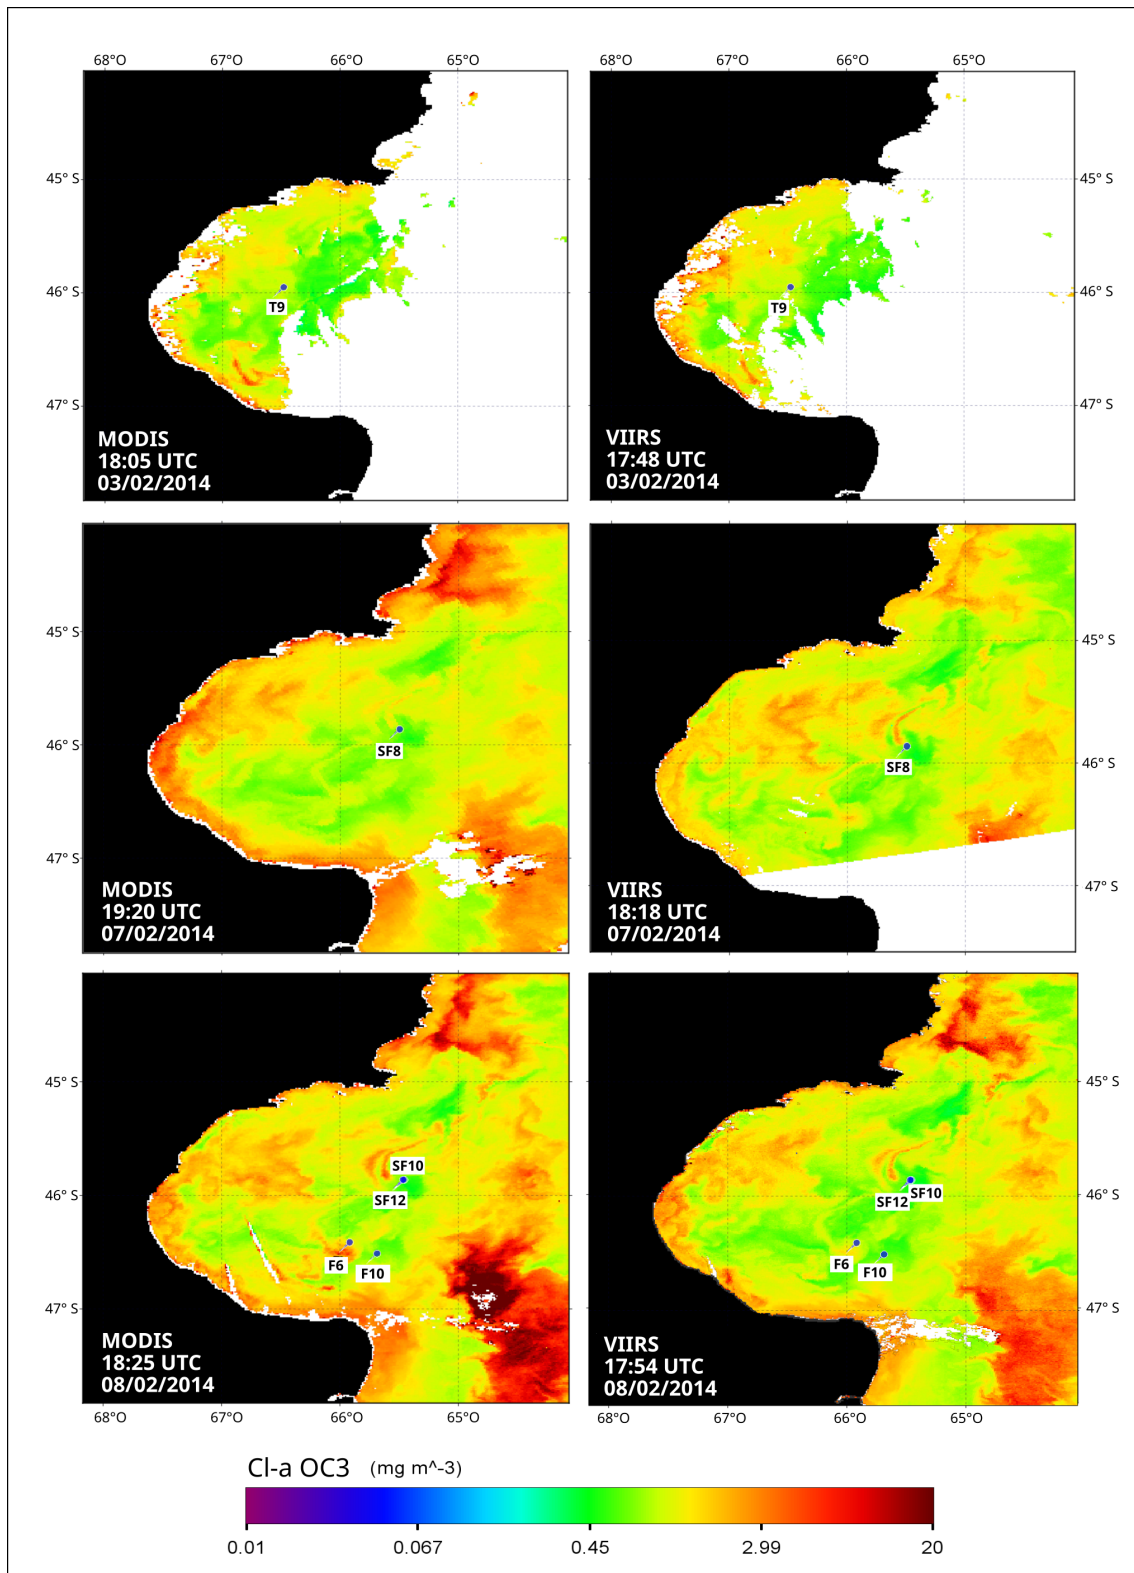 68°O 67°O 66°O 65°O 68°O 67°O 66°O 65°O
45° S 45° S
46° S 46° S
T9 T9
47° S 47° S
MODIS
18:05 UTC
03/02/2014
VIIRS
17:48 UTC
03/02/2014
45° S 45° S
46° S 46° S
SF8 SF8
47° S 47° S
MODIS
19:20 UTC
07/02/2014
VIIRS
18:18 UTC
07/02/2014
45° S 45° S
SF10
46° S 46° S
SF12 SF12 SF10
F6 F10 F6 F10
47° S 47° S
MODIS
18:25 UTC
08/02/2014
VIIRS
17:54 UTC
08/02/2014
68°O 67°O 66°O 65°O 68°O 67°O 66°O 65°O
Cl-a OC3 (mg m^-3)
0.01 0.067 0.45 2.99 20